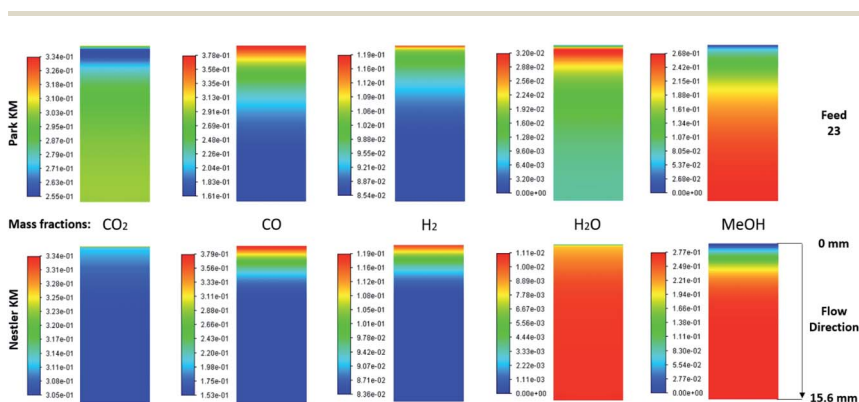 Park KM
3.34e-01
3.26e-01
3.18e-01
3.10e-01
3.03e-01
2.95e-01
2.87e-01
2.79e-01
2.71e-01
2.63e-01
2.55e-01
3.78e-01
3.56e-01
3.35e-01
3.13e-01
2.91e-01
2.69e-01
2.48e-01
2.26e-01
2.04e-01
1.83e-01
1.61e-01
1.19e-01
1.16e-01
1.12e-01
1.09e-01
1.06e-01
1.02e-01
9.88e-02
9.55e-02
9.21e-02
8.87e-02
8.54e-02
3.20e-02
2.88e-02
2.56e-02
2.24e-02
1.92e-02
1.60e-02
1.28e-02
9.60e-03
6.40e-03
3.20e-03
0.00e+00
2.68e-01
2.42e-01
2.15e-01
1.88e-01
1.61e-01
1.34e-01
1.07e-01
8.05e-02
5.37e-02
2.68e-02
0.00e+00
Feed
23
Mass fractions: CO2 CO H2 H2O MeOH
Nestler KM
3.34e-01
3.31e-01
3.28e-01
3.25e-01
3.23e-01
3.20e-01
3.17e-01
3.14e-01
3.11e-01
3.08e-01
3.05e-01
3.79e-01
3.56e-01
3.33e-01
3.11e-01
2.88e-01
2.66e-01
2.43e-01
2.20e-01
1.98e-01
1.75e-01
1.53e-01
1.19e-01
1.16e-01
1.12e-01
1.08e-01
1.05e-01
1.01e-01
9.78e-02
9.42e-02
9.07e-02
8.71e-02
8.36e-02
1.11e-02
9.98e-03
8.87e-03
7.76e-03
6.65e-03
5.54e-03
4.43e-03
3.33e-03
2.22e-03
1.11e-03
0.00e+00
2.77e-01
2.49e-01
2.21e-01
1.94e-01
1.66e-01
1.38e-01
1.11e-01
8.30e-02
5.54e-02
2.77e-02
0.00e+00
0 mm
Flow
Direction
15.6 mm